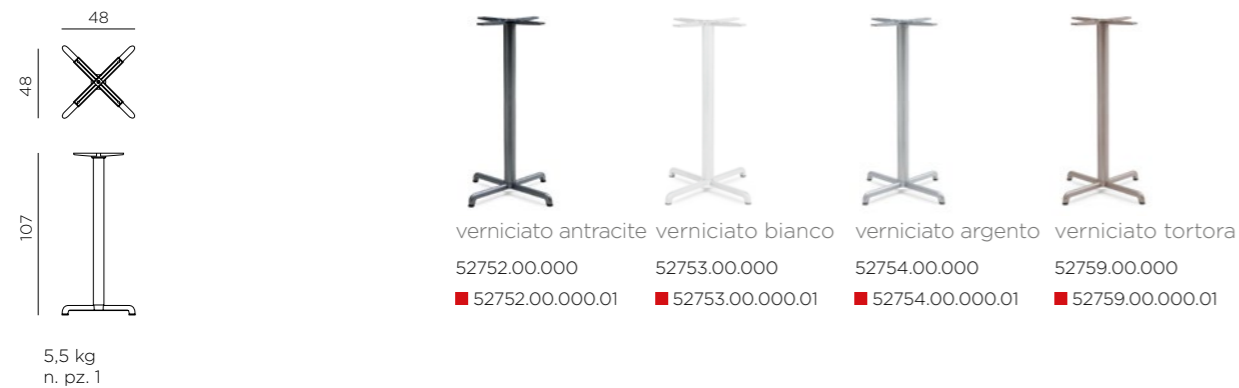 48
48
107
5,5 kg
n. pz. 1
verniciato antracite
52752.00.000
52752.00.000.01
verniciato bianco
52753.00.000
52753.00.000.01
verniciato argento
52754.00.000
52754.00.000.01
verniciato tortora
52759.00.000
52759.00.000.01